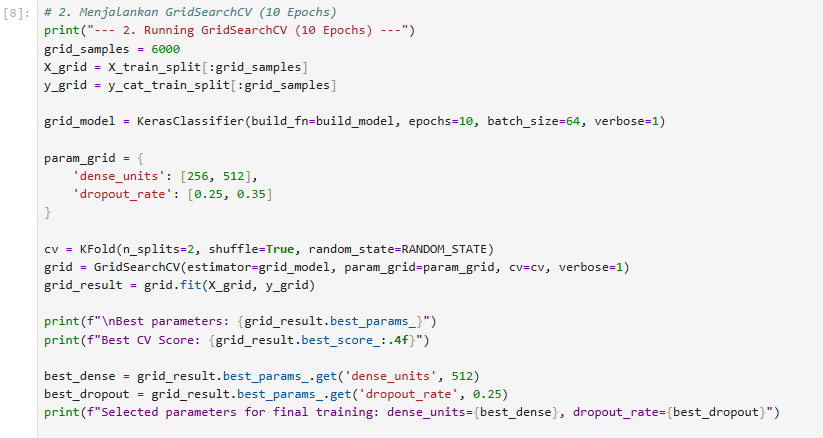 [8]: # 2. Menjalankan GridSearchCV (10 Epochs)
print("--- 2. Running GridSearchCV (10 Epochs) ---")
grid_samples = 6000
X_grid = X_train_split[:grid_samples]
y_grid = y_cat_train_split[:grid_samples]

grid_model = KerasClassifier(build_fn=build_model, epochs=10, batch_size=64, verbose=1)

param_grid = {
    'dense_units': [256, 512],
    'dropout_rate': [0.25, 0.35]
}

cv = KFold(n_splits=2, shuffle=True, random_state=RANDOM_STATE)
grid = GridSearchCV(estimator=grid_model, param_grid=param_grid, cv=cv, verbose=1)
grid_result = grid.fit(X_grid, y_grid)

print(f"\nBest parameters: {grid_result.best_params_}")
print(f"Best CV Score: {grid_result.best_score_:.4f}")

best_dense = grid_result.best_params_.get('dense_units', 512)
best_dropout = grid_result.best_params_.get('dropout_rate', 0.25)
print(f"Selected parameters for final training: dense_units={best_dense}, dropout_rate={best_dropout}")